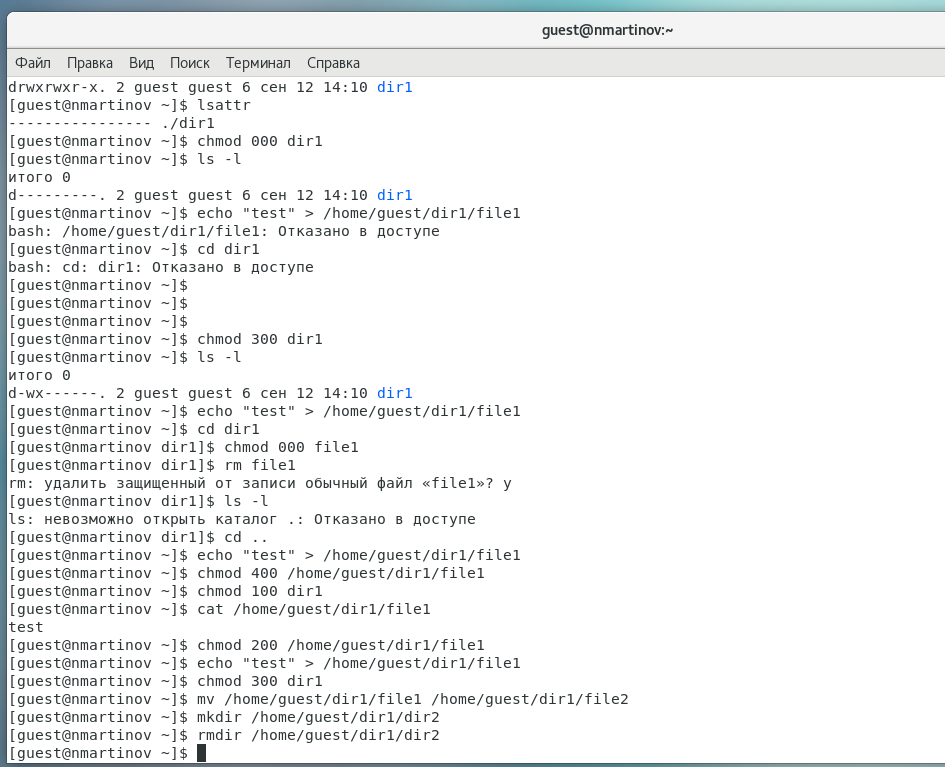 guest@nmartinov:~
Файл Правка Вид Поиск Терминал Справка
drwxrwxr-x. 2 guest guest 6 сен 12 14:10 dir1
[guest@nmartinov ~]$ lsattr
---------------- ./dir1
[guest@nmartinov ~]$ chmod 000 dir1
[guest@nmartinov ~]$ ls -l
итого 0
d---------. 2 guest guest 6 сен 12 14:10 dir1
[guest@nmartinov ~]$ echo "test" > /home/guest/dir1/file1
bash: /home/guest/dir1/file1: Отказано в доступе
[guest@nmartinov ~]$ cd dir1
bash: cd: dir1: Отказано в доступе
[guest@nmartinov ~]$
[guest@nmartinov ~]$
[guest@nmartinov ~]$
[guest@nmartinov ~]$ chmod 300 dir1
[guest@nmartinov ~]$ ls -l
итого 0
d-wx------. 2 guest guest 6 сен 12 14:10 dir1
[guest@nmartinov ~]$ echo "test" > /home/guest/dir1/file1
[guest@nmartinov ~]$ cd dir1
[guest@nmartinov dir1]$ chmod 000 file1
[guest@nmartinov dir1]$ rm file1
rm: удалить защищенный от записи обычный файл «file1»? y
[guest@nmartinov dir1]$ ls -l
ls: невозможно открыть каталог .: Отказано в доступе
[guest@nmartinov dir1]$ cd ..
[guest@nmartinov ~]$ echo "test" > /home/guest/dir1/file1
[guest@nmartinov ~]$ chmod 400 /home/guest/dir1/file1
[guest@nmartinov ~]$ chmod 100 dir1
[guest@nmartinov ~]$ cat /home/guest/dir1/file1
test
[guest@nmartinov ~]$ chmod 200 /home/guest/dir1/file1
[guest@nmartinov ~]$ echo "test" > /home/guest/dir1/file1
[guest@nmartinov ~]$ chmod 300 dir1
[guest@nmartinov ~]$ mv /home/guest/dir1/file1 /home/guest/dir1/file2
[guest@nmartinov ~]$ mkdir /home/guest/dir1/dir2
[guest@nmartinov ~]$ rmdir /home/guest/dir1/dir2
[guest@nmartinov ~]$